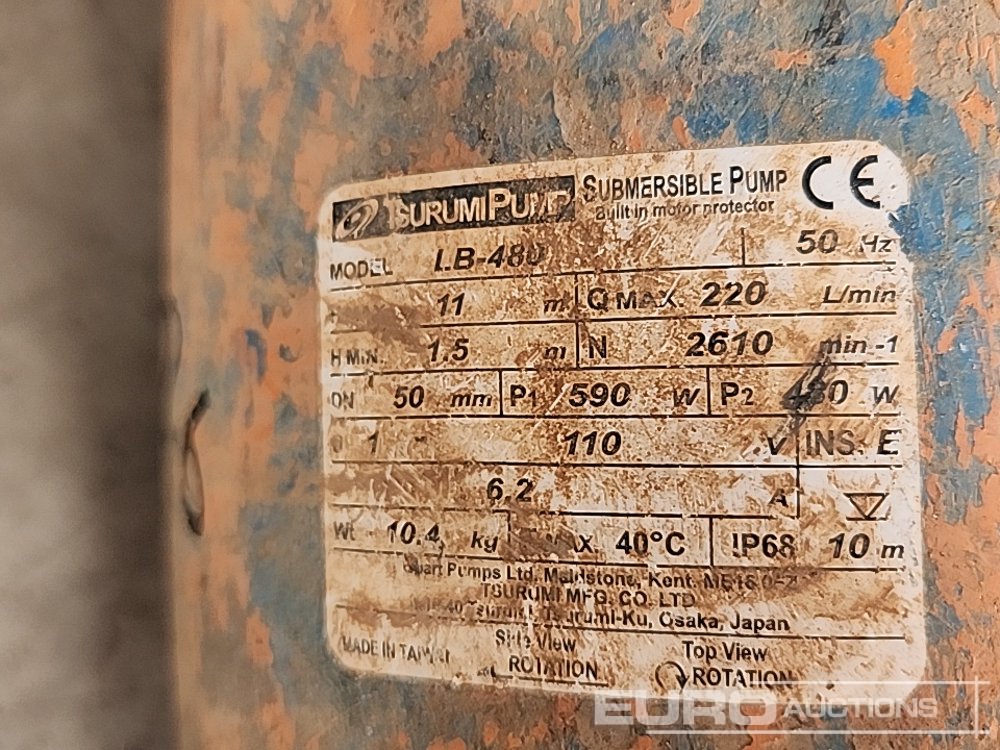 TSURUMI PUMP SUBMERSIBLE PUMP CE
Built in motor protector
MODEL LB-480 50 Hz
11 m Q MAX. 220 L/min
H MIN. 1.5 m N 2610 min-1
DN 50 mm P1 590 W P2 480 W
1 110 V INS. E
6.2 A
Wt 10.4 kg MAX. 40°C IP68 10 m
Pumps Ltd. Maidstone, Kent.
TSURUMI MFG. CO. LTD
Tsurumi-Ku, Osaka, Japan
MADE IN TAIWAN Side View Top View
ROTATION ROTATION
EURO AUCTIONS